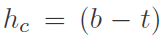 h_c = (b − t)